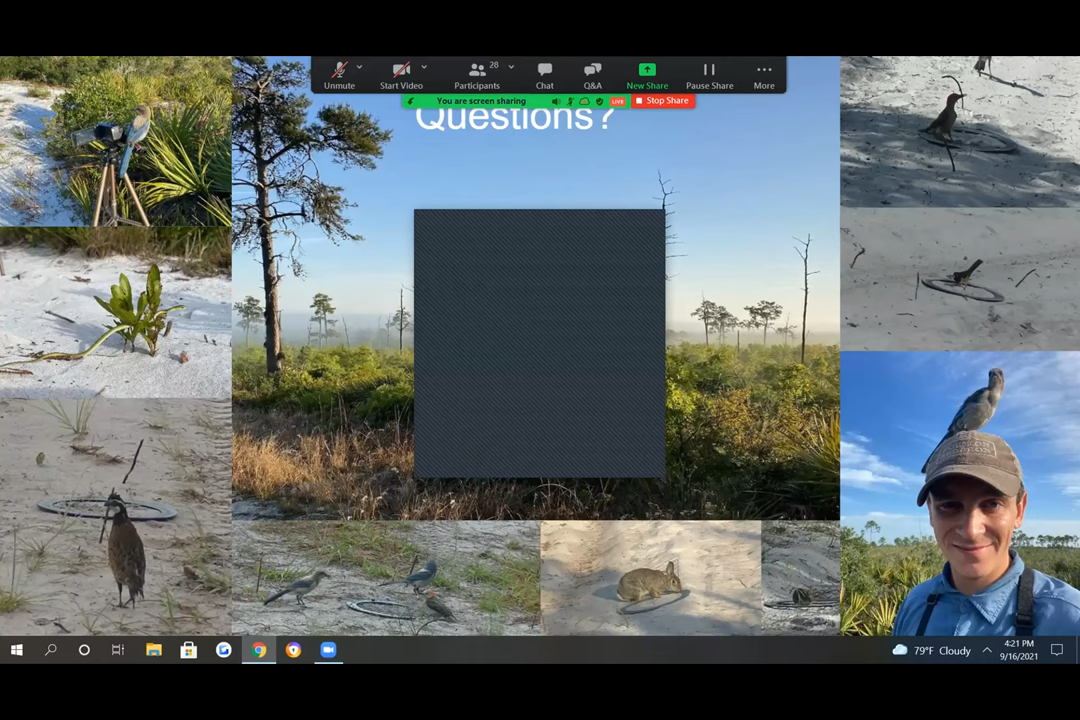 28
Unmute
Start Video
Participants
Chat
Q&A
New Share
Pause Share
More
You are screen sharing
LIVE
Stop Share
Questions?
79°F Cloudy
4:21 PM
9/16/2021